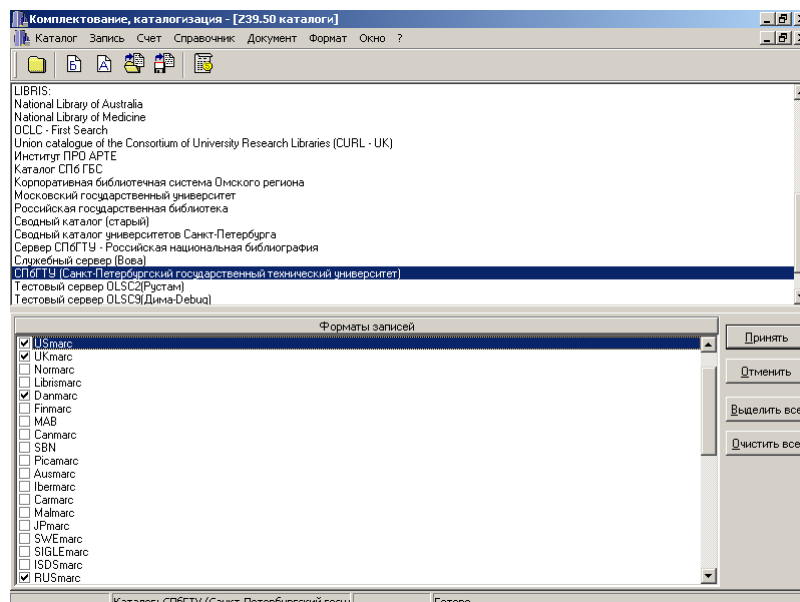 Комплектование, каталогизация - [Z39.50 каталоги]
Каталог Запись Счет Справочник Документ Формат Окно ?
Б А
LIBRIS:
National Library of Australia
National Library of Medicine
OCLC - First Search
Union catalogue of the Consortium of University Research Libraries (CURL - UK)
Институт ПРО АРТЕ
Каталог СПб ГБС
Корпоративная библиотечная система Омского региона
Московский государственный университет
Российская государственная библиотека
Сводный каталог (старый)
Сводный каталог университетов Санкт-Петербурга
Сервер СПбГТУ - Российская национальная библиография
Служебный сервер (Вова)
СПбГТУ (Санкт-Петербургский государственный технический университет)
Тестовый сервер OLSC2(Рустам)
Тестовый сервер OLSC9(Дима-Debug)
Форматы записей
USmarc
UKmarc
Normarc
Librismarc
Danmarc
Finmarc
MAB
Canmarc
SBN
Picamarc
Ausmarc
Ibermarc
Carmarc
Malmarc
JPmarc
SWEmarc
SIGLEmarc
ISDSmarc
RUSmarc
Принять
Отменить
Выделить все
Очистить все
Каталог: СПбГТУ (Санкт-Петербургский госу
Готово